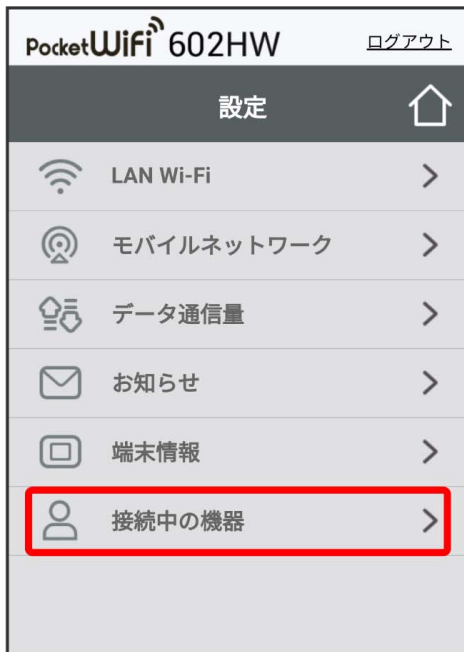 PocketWiFi 602HW ログアウト
設定
LAN Wi-Fi
モバイルネットワーク
データ通信量
お知らせ
端末情報
接続中の機器